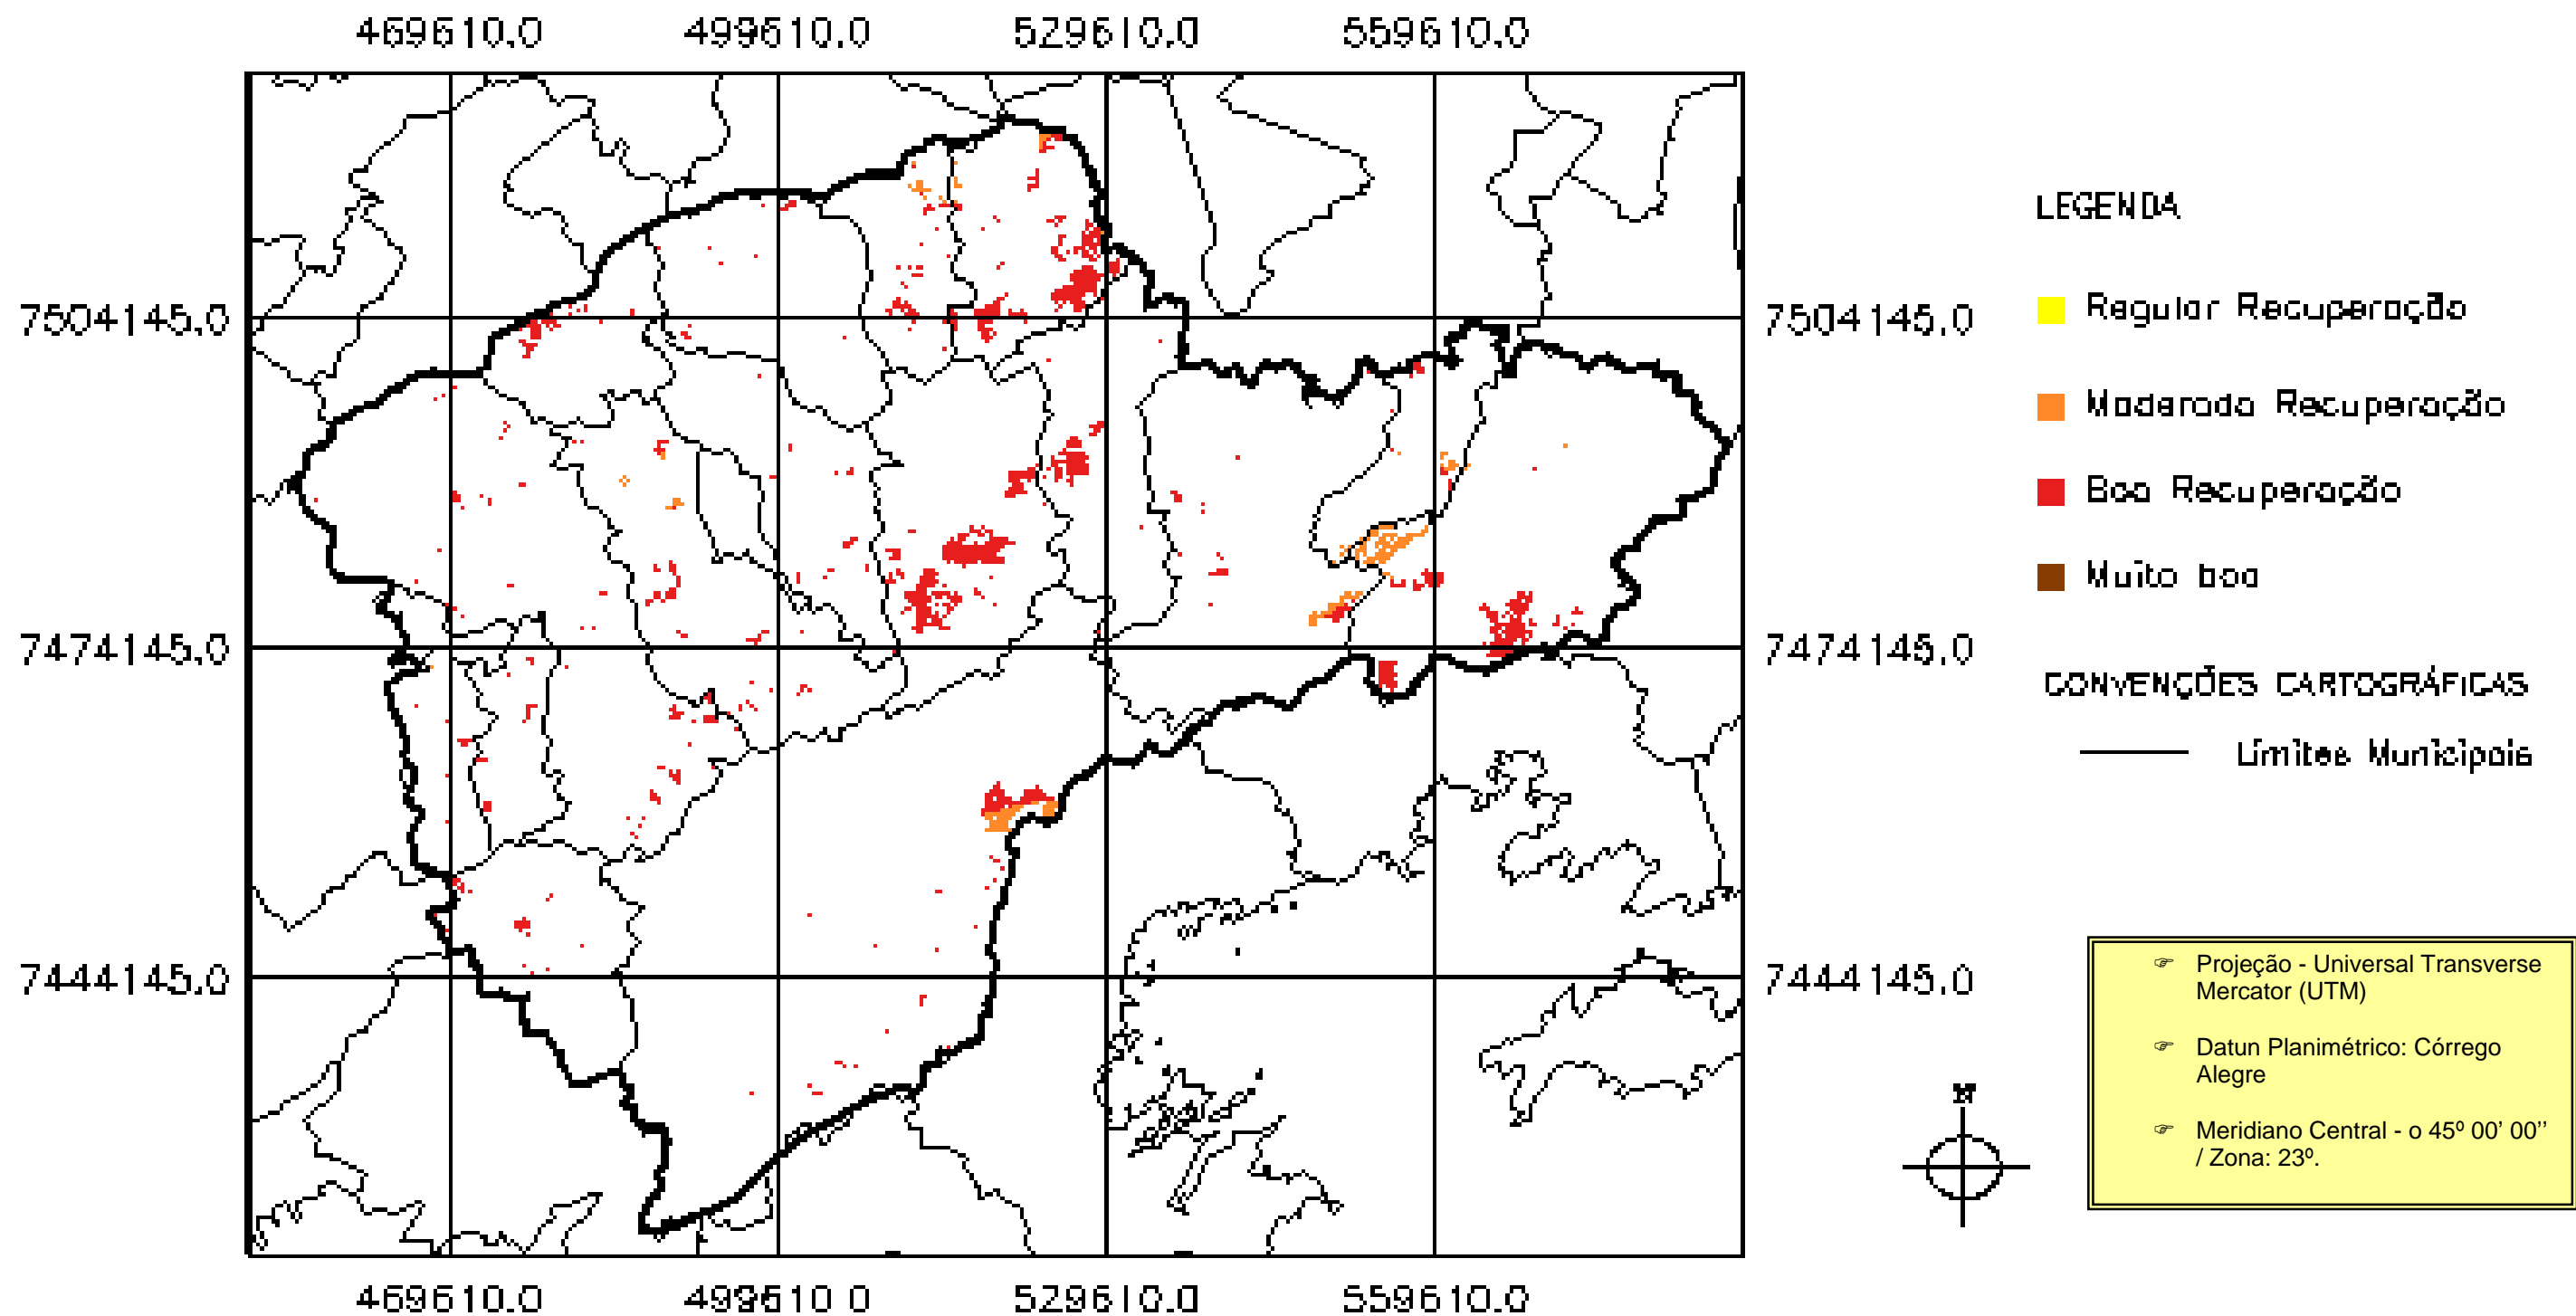 469610.0 499610.0 529610.0 559610.0
7504145.0 7504145.0
7474145.0 7474145.0
7444145.0 7444145.0
469610.0 499610 0 529610.0 559610.0
LEGENDA
Regular Recuperação
Moderada Recuperação
Boa Recuperação
Muito boa
CONVENÇÕES CARTOGRÁFICAS
Limites Municipais
N
☞ Projeção - Universal Transverse
Mercator (UTM)
☞ Datun Planimétrico: Córrego
Alegre
☞ Meridiano Central - o 45º 00' 00''
/ Zona: 23º.